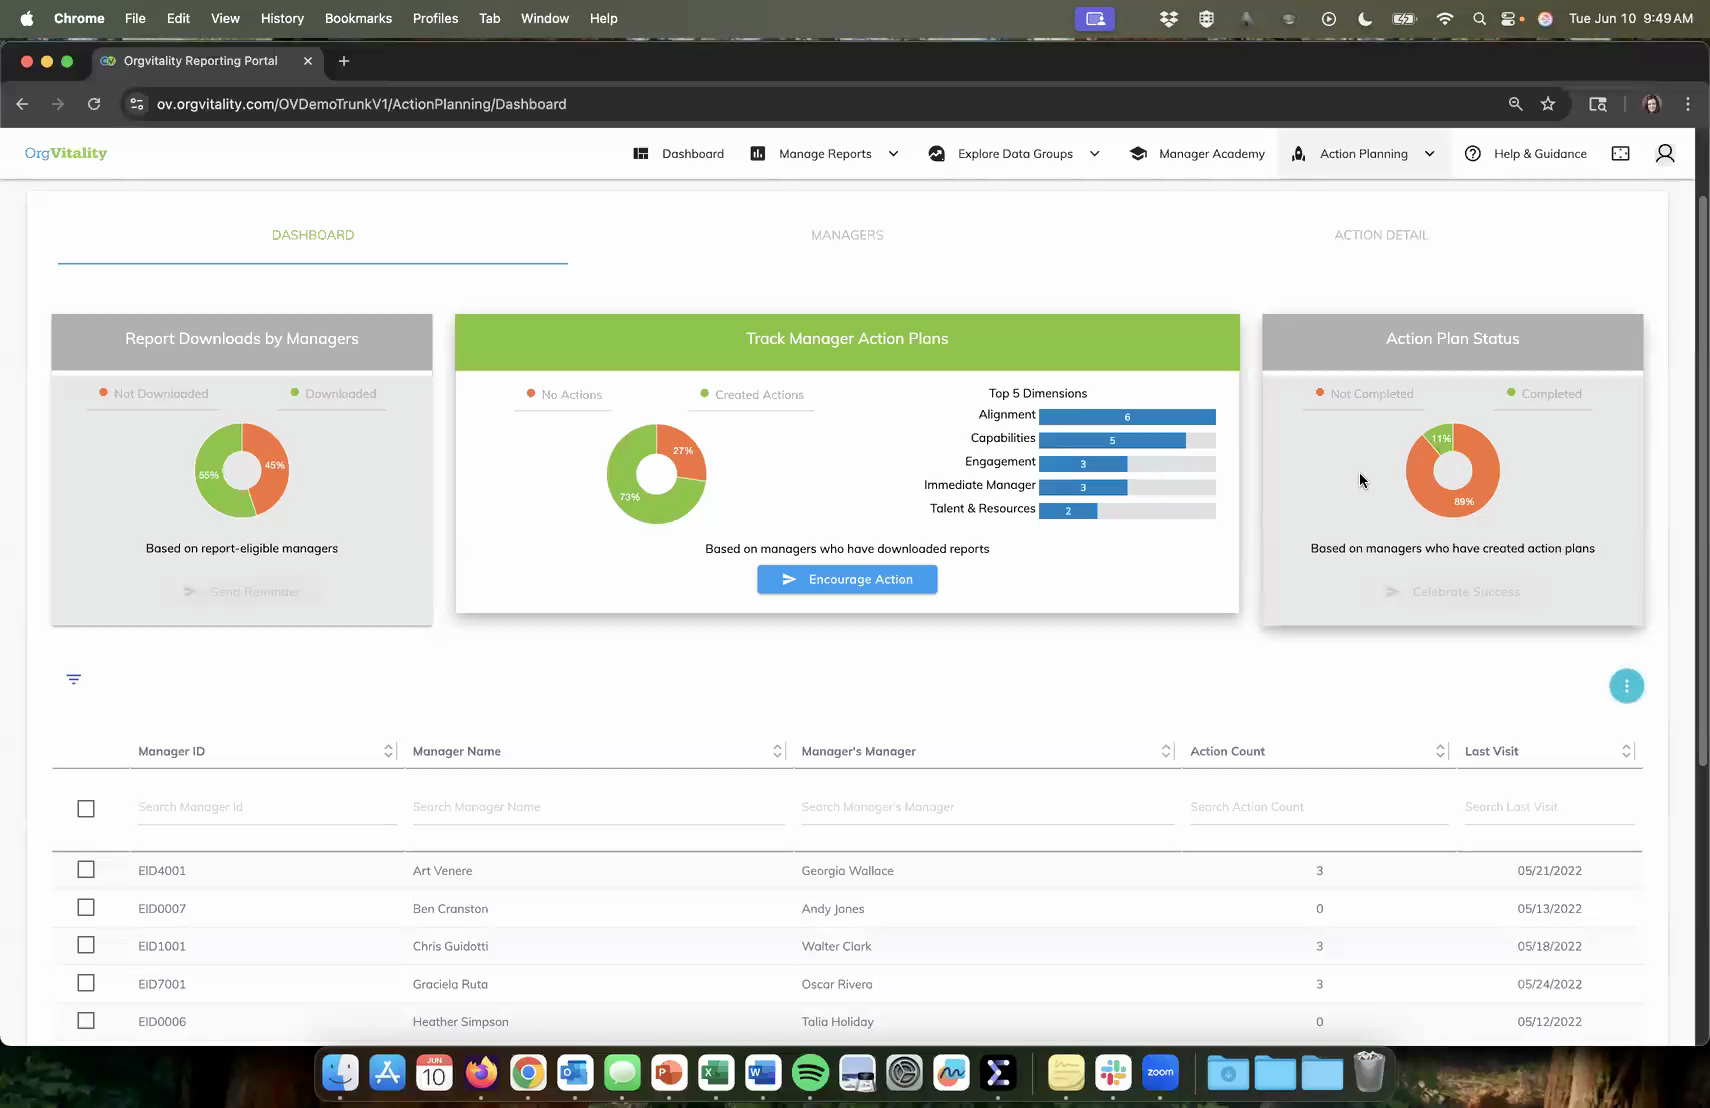 Chrome File Edit View History Bookmarks Profiles Tab Window Help Tue Jun 10 9:49 AM
Orgvitality Reporting Portal
ov.orgvitality.com/OVDemoTrunkV1/ActionPlanning/Dashboard
OrgVitality Dashboard Manage Reports Explore Data Groups Manager Academy Action Planning Help & Guidance
DASHBOARD MANAGERS ACTION DETAIL
Report Downloads by Managers
Not Downloaded Downloaded
55% 45%
Based on report-eligible managers
Send Reminder
Track Manager Action Plans
No Actions Created Actions
27%
73%
Top 5 Dimensions
Alignment 6
Capabilities 5
Engagement 3
Immediate Manager 3
Talent & Resources 2
Based on managers who have downloaded reports
Encourage Action
Action Plan Status
Not Completed Completed
11%
89%
Based on managers who have created action plans
Celebrate Success
Manager ID Manager Name Manager's Manager Action Count Last Visit
Search Manager Id Search Manager Name Search Manager's Manager Search Action Count Search Last Visit
EID4001 Art Venere Georgia Wallace 3 05/21/2022
EID0007 Ben Cranston Andy Jones 0 05/13/2022
EID1001 Chris Guidotti Walter Clark 3 05/18/2022
EID7001 Graciela Ruta Oscar Rivera 3 05/24/2022
EID0006 Heather Simpson Talia Holiday 0 05/12/2022
JUN
10
zoom